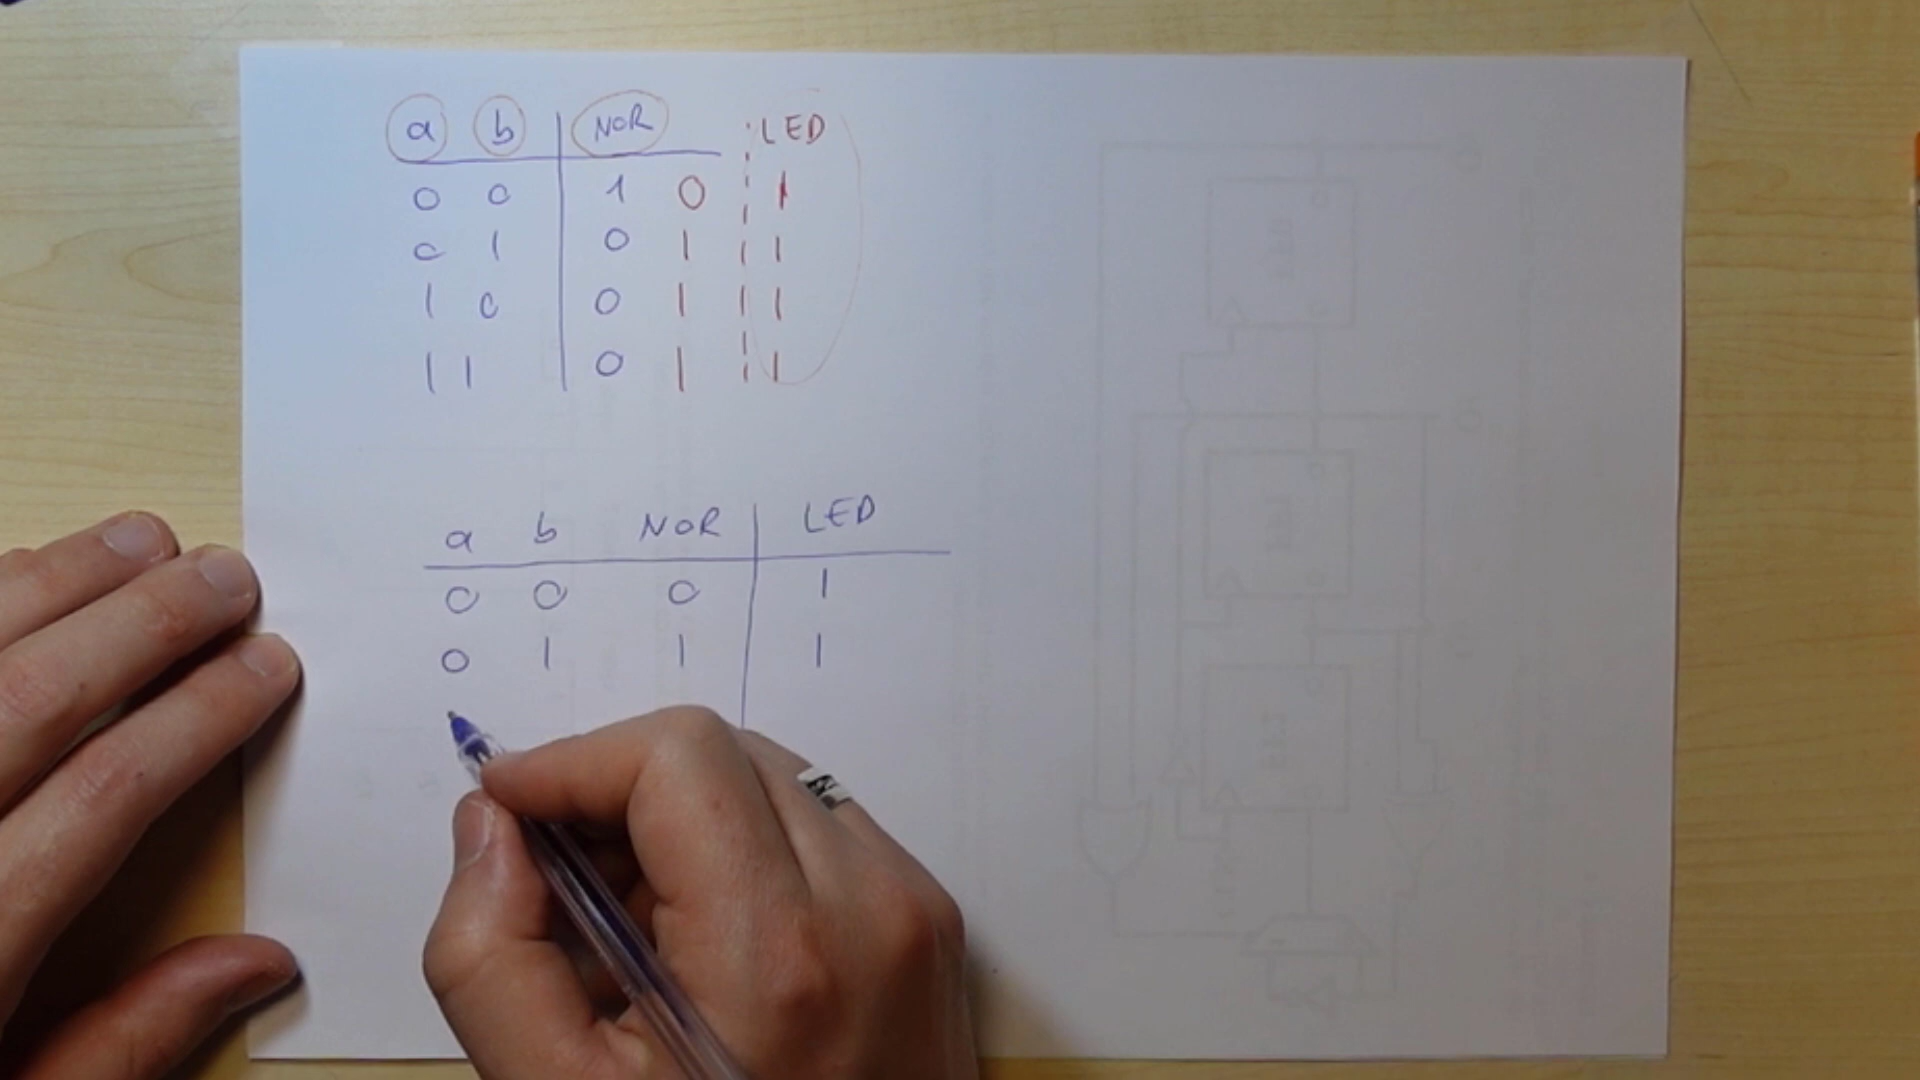 a b NOR LED
0 0 1 0 1
0 1 0 1 1
1 0 0 1 1
1 1 0 1 1
a b NOR LED
0 0 0 1
0 1 1 1